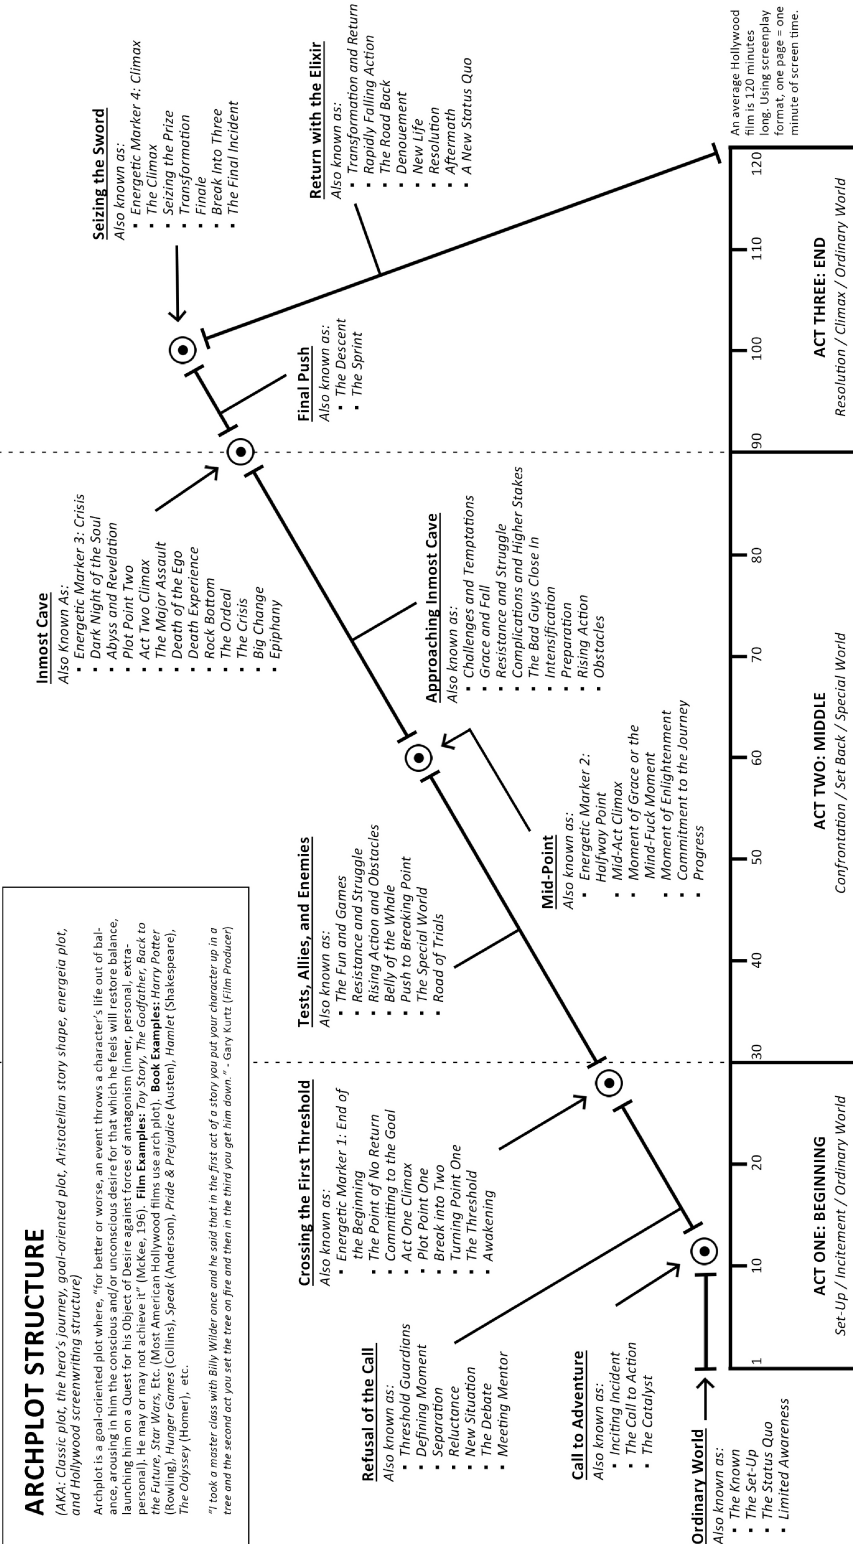 ARCHPLOT STRUCTURE
(AKA: Classic plot, the hero's journey, goal-oriented plot, Aristotelian story shape, energeia plot,
and Hollywood screenwriting structure)
Archplot is a goal-oriented plot where, "for better or worse, an event throws a character's life out of bal-
ance, arousing in him the conscious and/or unconscious desire for that which he feels will restore balance,
launching him on a Quest for his Object of Desire against forces of antagonism (inner, personal, extra-
personal). He may or may not achieve it" (McKee, 196). Film Examples: Toy Story, The Godfather, Back to
the Future, Star Wars, Etc. (Most American Hollywood films use arch plot). Book Examples: Harry Potter
(Rowling), Hunger Games (Collins), Speak (Anderson), Pride & Prejudice (Austen), Hamlet (Shakespeare),
The Odyssey (Homer), etc.
"I took a master class with Billy Wilder once and he said that in the first act of a story you put your character up in a
tree and the second act you set the tree on fire and then in the third you get him down." - Gary Kurtz (Film Producer)
Ordinary World
Also known as:
▪ The Known
▪ The Set-Up
▪ The Status Quo
▪ Limited Awareness
Call to Adventure
Also known as:
▪ Inciting Incident
▪ The Call to Action
▪ The Catalyst
Refusal of the Call
Also known as:
▪ Threshold Guardians
▪ Defining Moment
▪ Separation
▪ Reluctance
▪ New Situation
▪ The Debate
▪ Meeting Mentor
Crossing the First Threshold
Also known as:
▪ Energetic Marker 1: End of
the Beginning
▪ The Point of No Return
▪ Committing to the Goal
▪ Act One Climax
▪ Plot Point One
▪ Break into Two
▪ Turning Point One
▪ The Threshold
▪ Awakening
Tests, Allies, and Enemies
Also known as:
▪ The Fun and Games
▪ Resistance and Struggle
▪ Rising Action and Obstacles
▪ Belly of the Whale
▪ Push to Breaking Point
▪ The Special World
▪ Road of Trials
Mid-Point
Also known as:
▪ Energetic Marker 2:
Halfway Point
▪ Mid-Act Climax
▪ Moment of Grace or the
Mind-Fuck Moment
▪ Moment of Enlightenment
▪ Commitment to the Journey
▪ Progress
Approaching Inmost Cave
Also known as:
▪ Challenges and Temptations
▪ Grace and Fall
▪ Resistance and Struggle
▪ Complications and Higher Stakes
▪ The Bad Guys Close In
▪ Intensification
▪ Preparation
▪ Rising Action
▪ Obstacles
Inmost Cave
Also Known As:
▪ Energetic Marker 3: Crisis
▪ Dark Night of the Soul
▪ Abyss and Revelation
▪ Plot Point Two
▪ Act Two Climax
▪ The Major Assault
▪ Death of the Ego
▪ Death Experience
▪ Rock Bottom
▪ The Ordeal
▪ The Crisis
▪ Big Change
▪ Epiphany
Final Push
Also known as:
▪ The Descent
▪ The Sprint
Seizing the Sword
Also known as:
▪ Energetic Marker 4: Climax
▪ The Climax
▪ Seizing the Prize
▪ Transformation
▪ Finale
▪ Break Into Three
▪ The Final Incident
Return with the Elixir
Also known as:
▪ Transformation and Return
▪ Rapidly Falling Action
▪ The Road Back
▪ Denouement
▪ New Life
▪ Resolution
▪ Aftermath
▪ A New Status Quo
An average Hollywood
film is 120 minutes
long. Using screenplay
format, one page = one
minute of screen time.
1 10 20 30 40 50 60 70 80 90 100 110 120
ACT ONE: BEGINNING
Set-Up / Incitement / Ordinary World
ACT TWO: MIDDLE
Confrontation / Set Back / Special World
ACT THREE: END
Resolution / Climax / Ordinary World